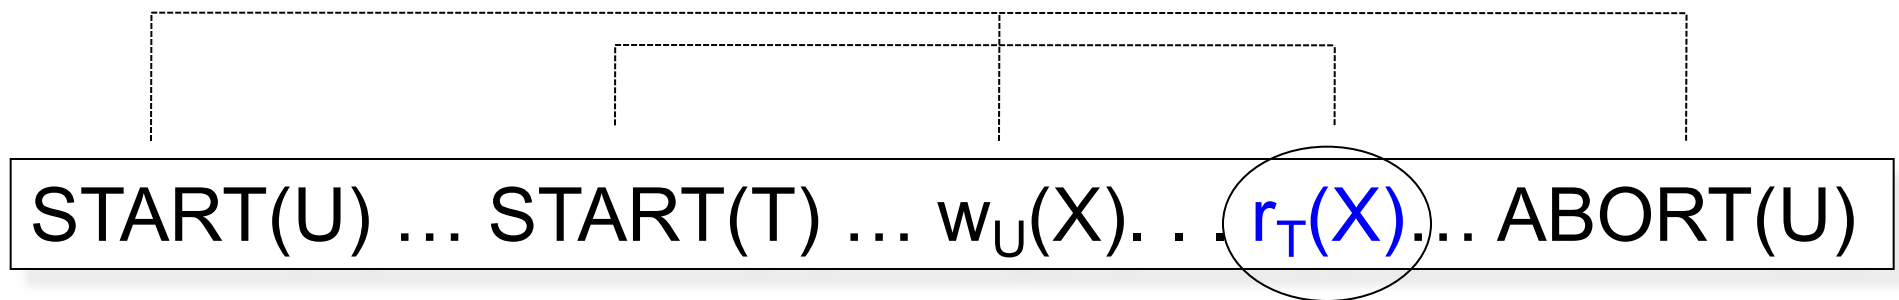 START(U) … START(T) … wU(X). . . rT(X)… ABORT(U)